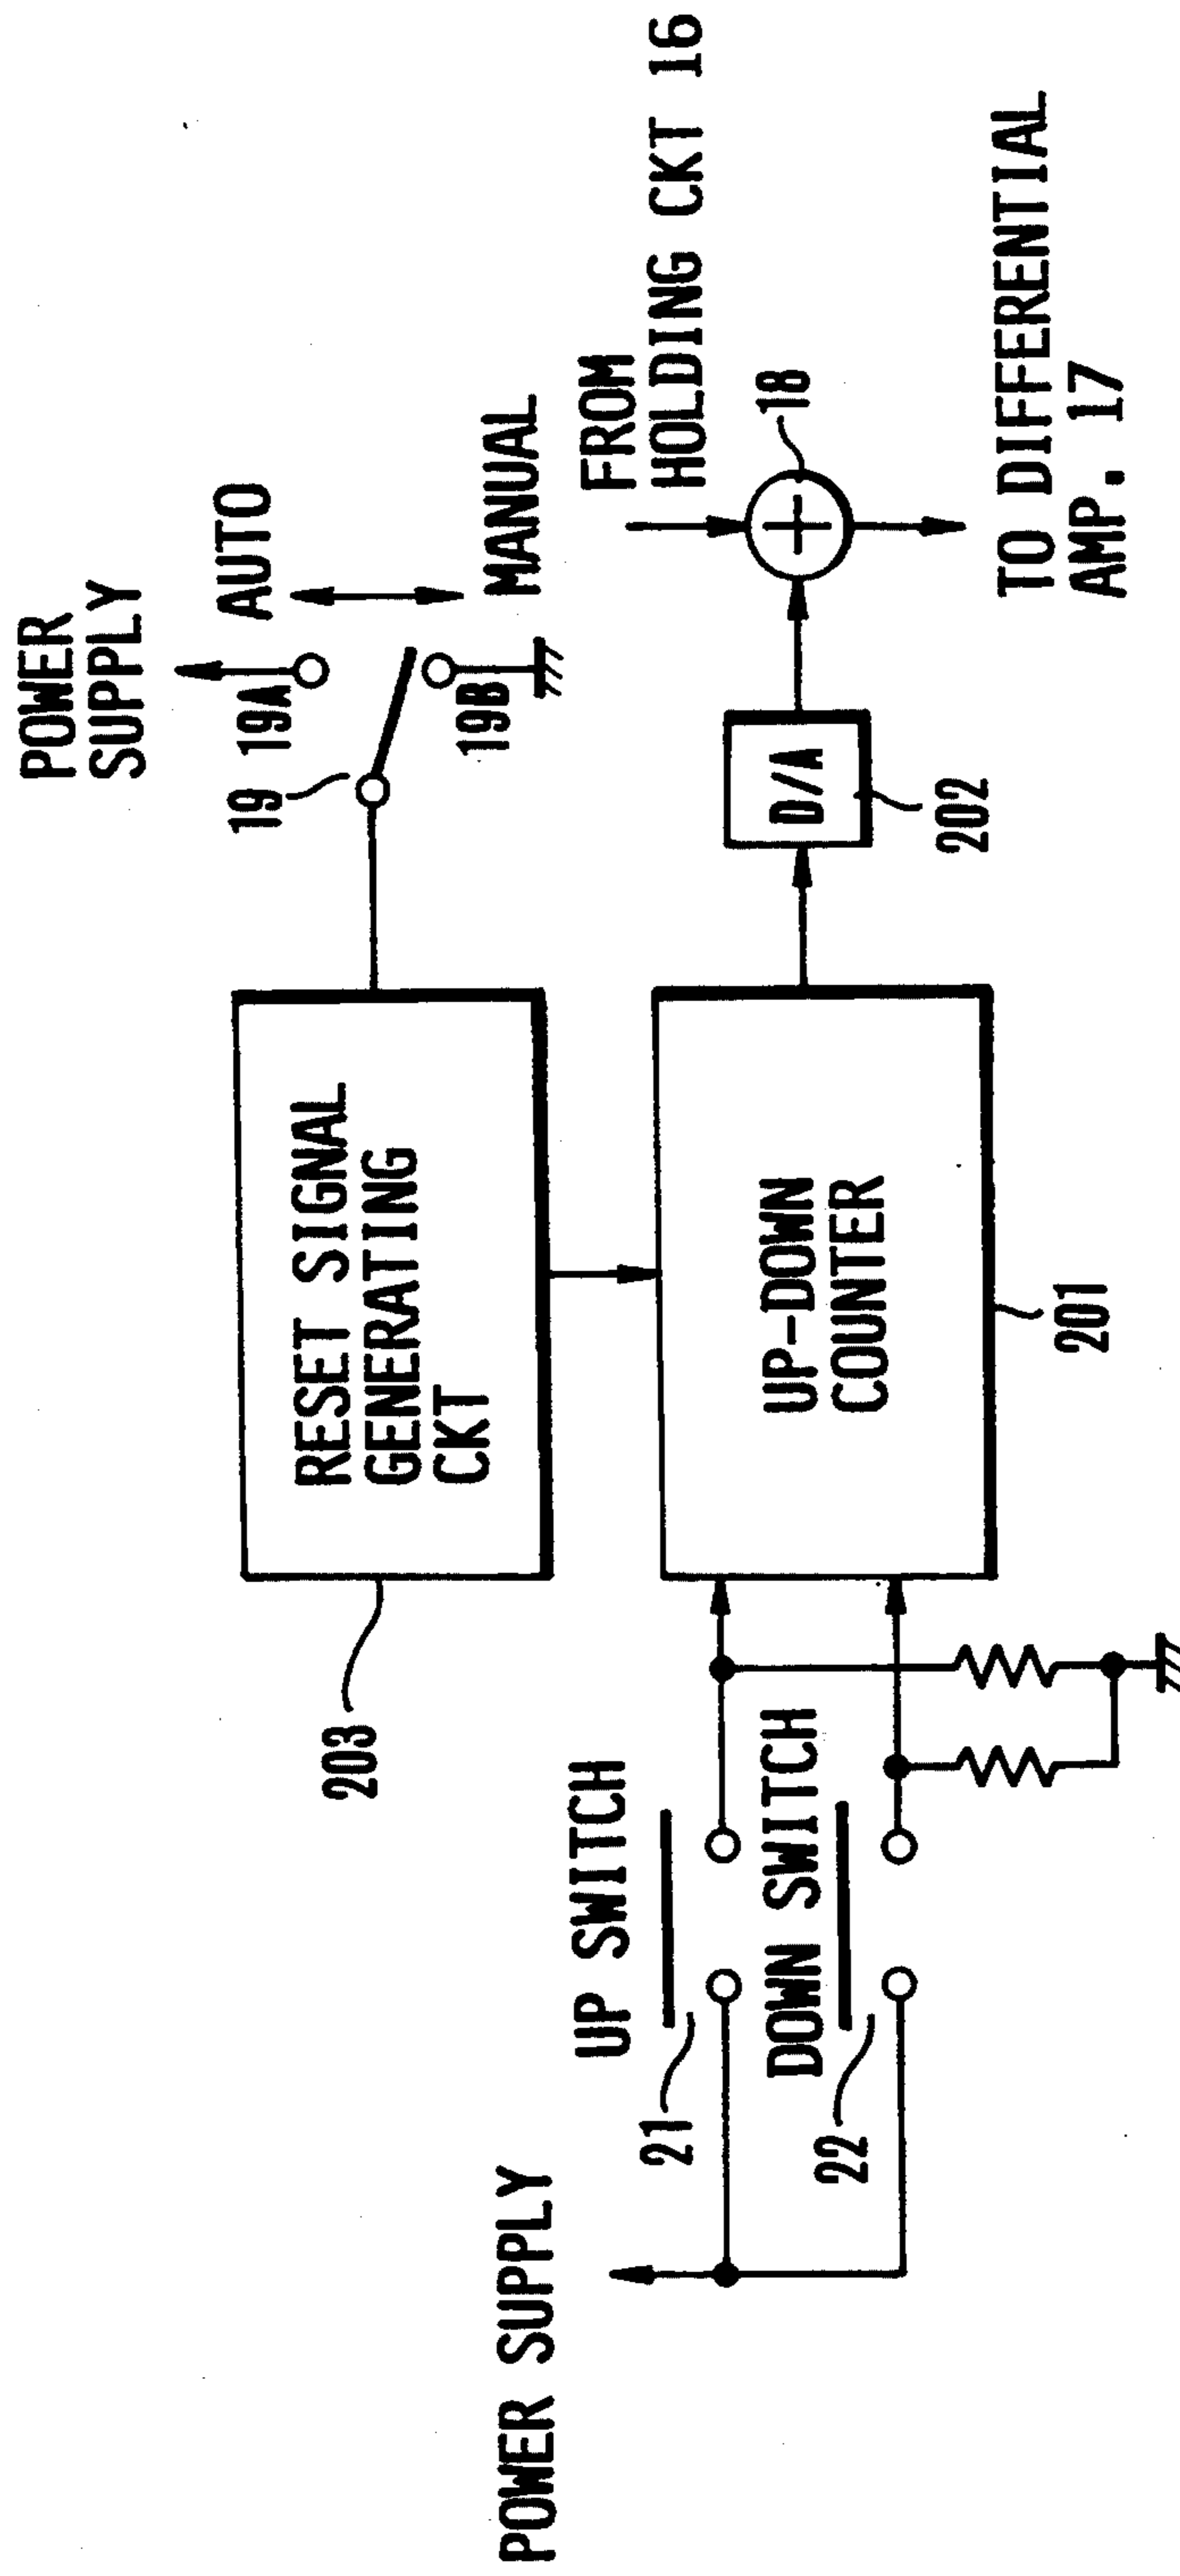 POWER
SUPPLY
AUTO
19A
19
19B
MANUAL
203
RESET SIGNAL
GENERATING
CKT
FROM
HOLDING CKT 16
18
UP SWITCH
21
POWER SUPPLY
DOWN SWITCH
22
UP-DOWN
COUNTER
201
D/A
202
TO DIFFERENTIAL
AMP. 17